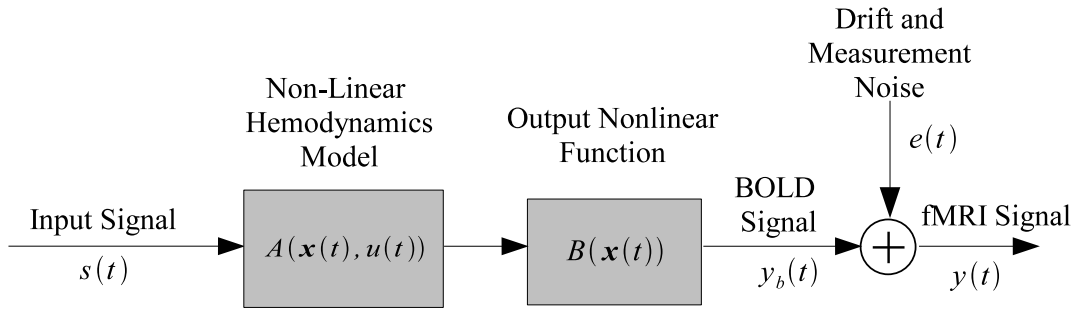 Drift and
Measurement
Noise
e(t)
Non-Linear
Hemodynamics
Model
Output Nonlinear
Function
BOLD
Signal
fMRI Signal
Input Signal
A(x(t),u(t))
B(x(t))
+
s(t)
y_b(t)
y(t)